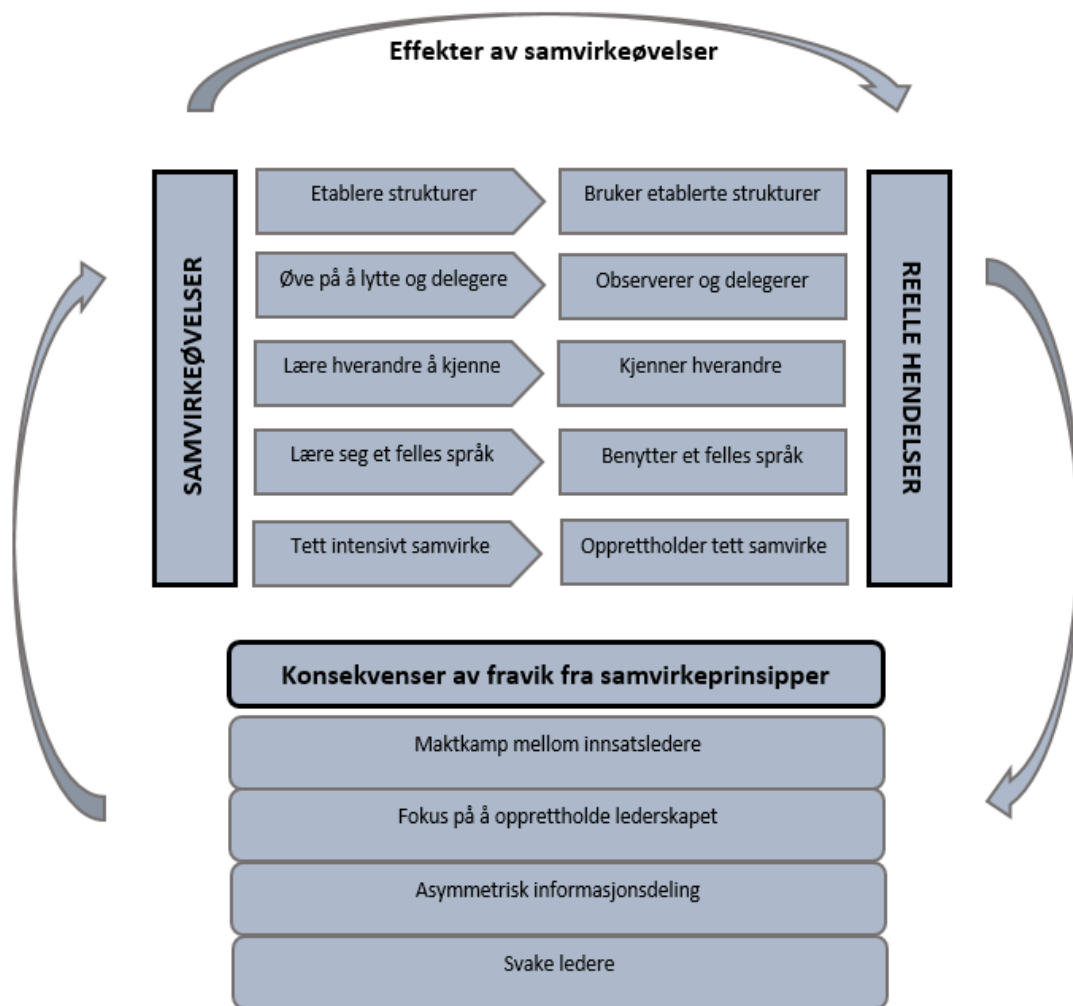 Effekter av samvirkeøvelser
SAMVIRKEØVELSER
Etablere strukturer
Bruker etablerte strukturer
Øve på å lytte og delegere
Observerer og delegerer
Lære hverandre å kjenne
Kjenner hverandre
Lære seg et felles språk
Benytter et felles språk
Tett intensivt samvirke
Opprettholder tett samvirke
REELLE HENDELSER
Konsekvenser av fravik fra samvirkeprinsipper
Maktkamp mellom innsatsledere
Fokus på å opprettholde lederskapet
Asymmetrisk informasjonsdeling
Svake ledere